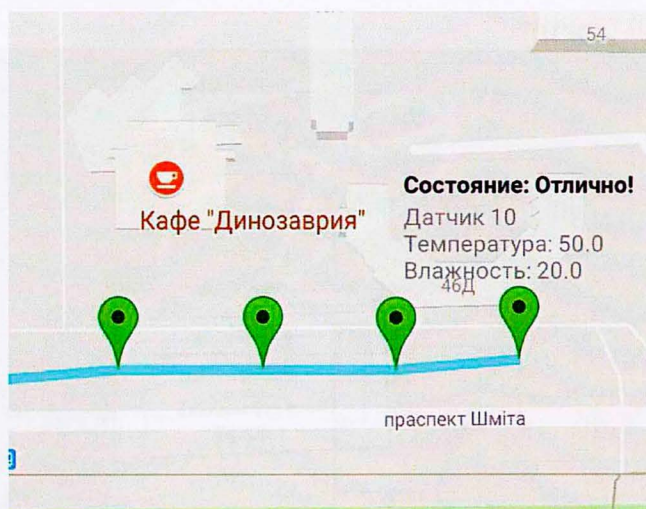 54
Состояние: Отлично!
Кафе "Динозаврия"
Датчик 10
Температура: 50.0
Влажность: 20.0
46Д
праспект Шміта